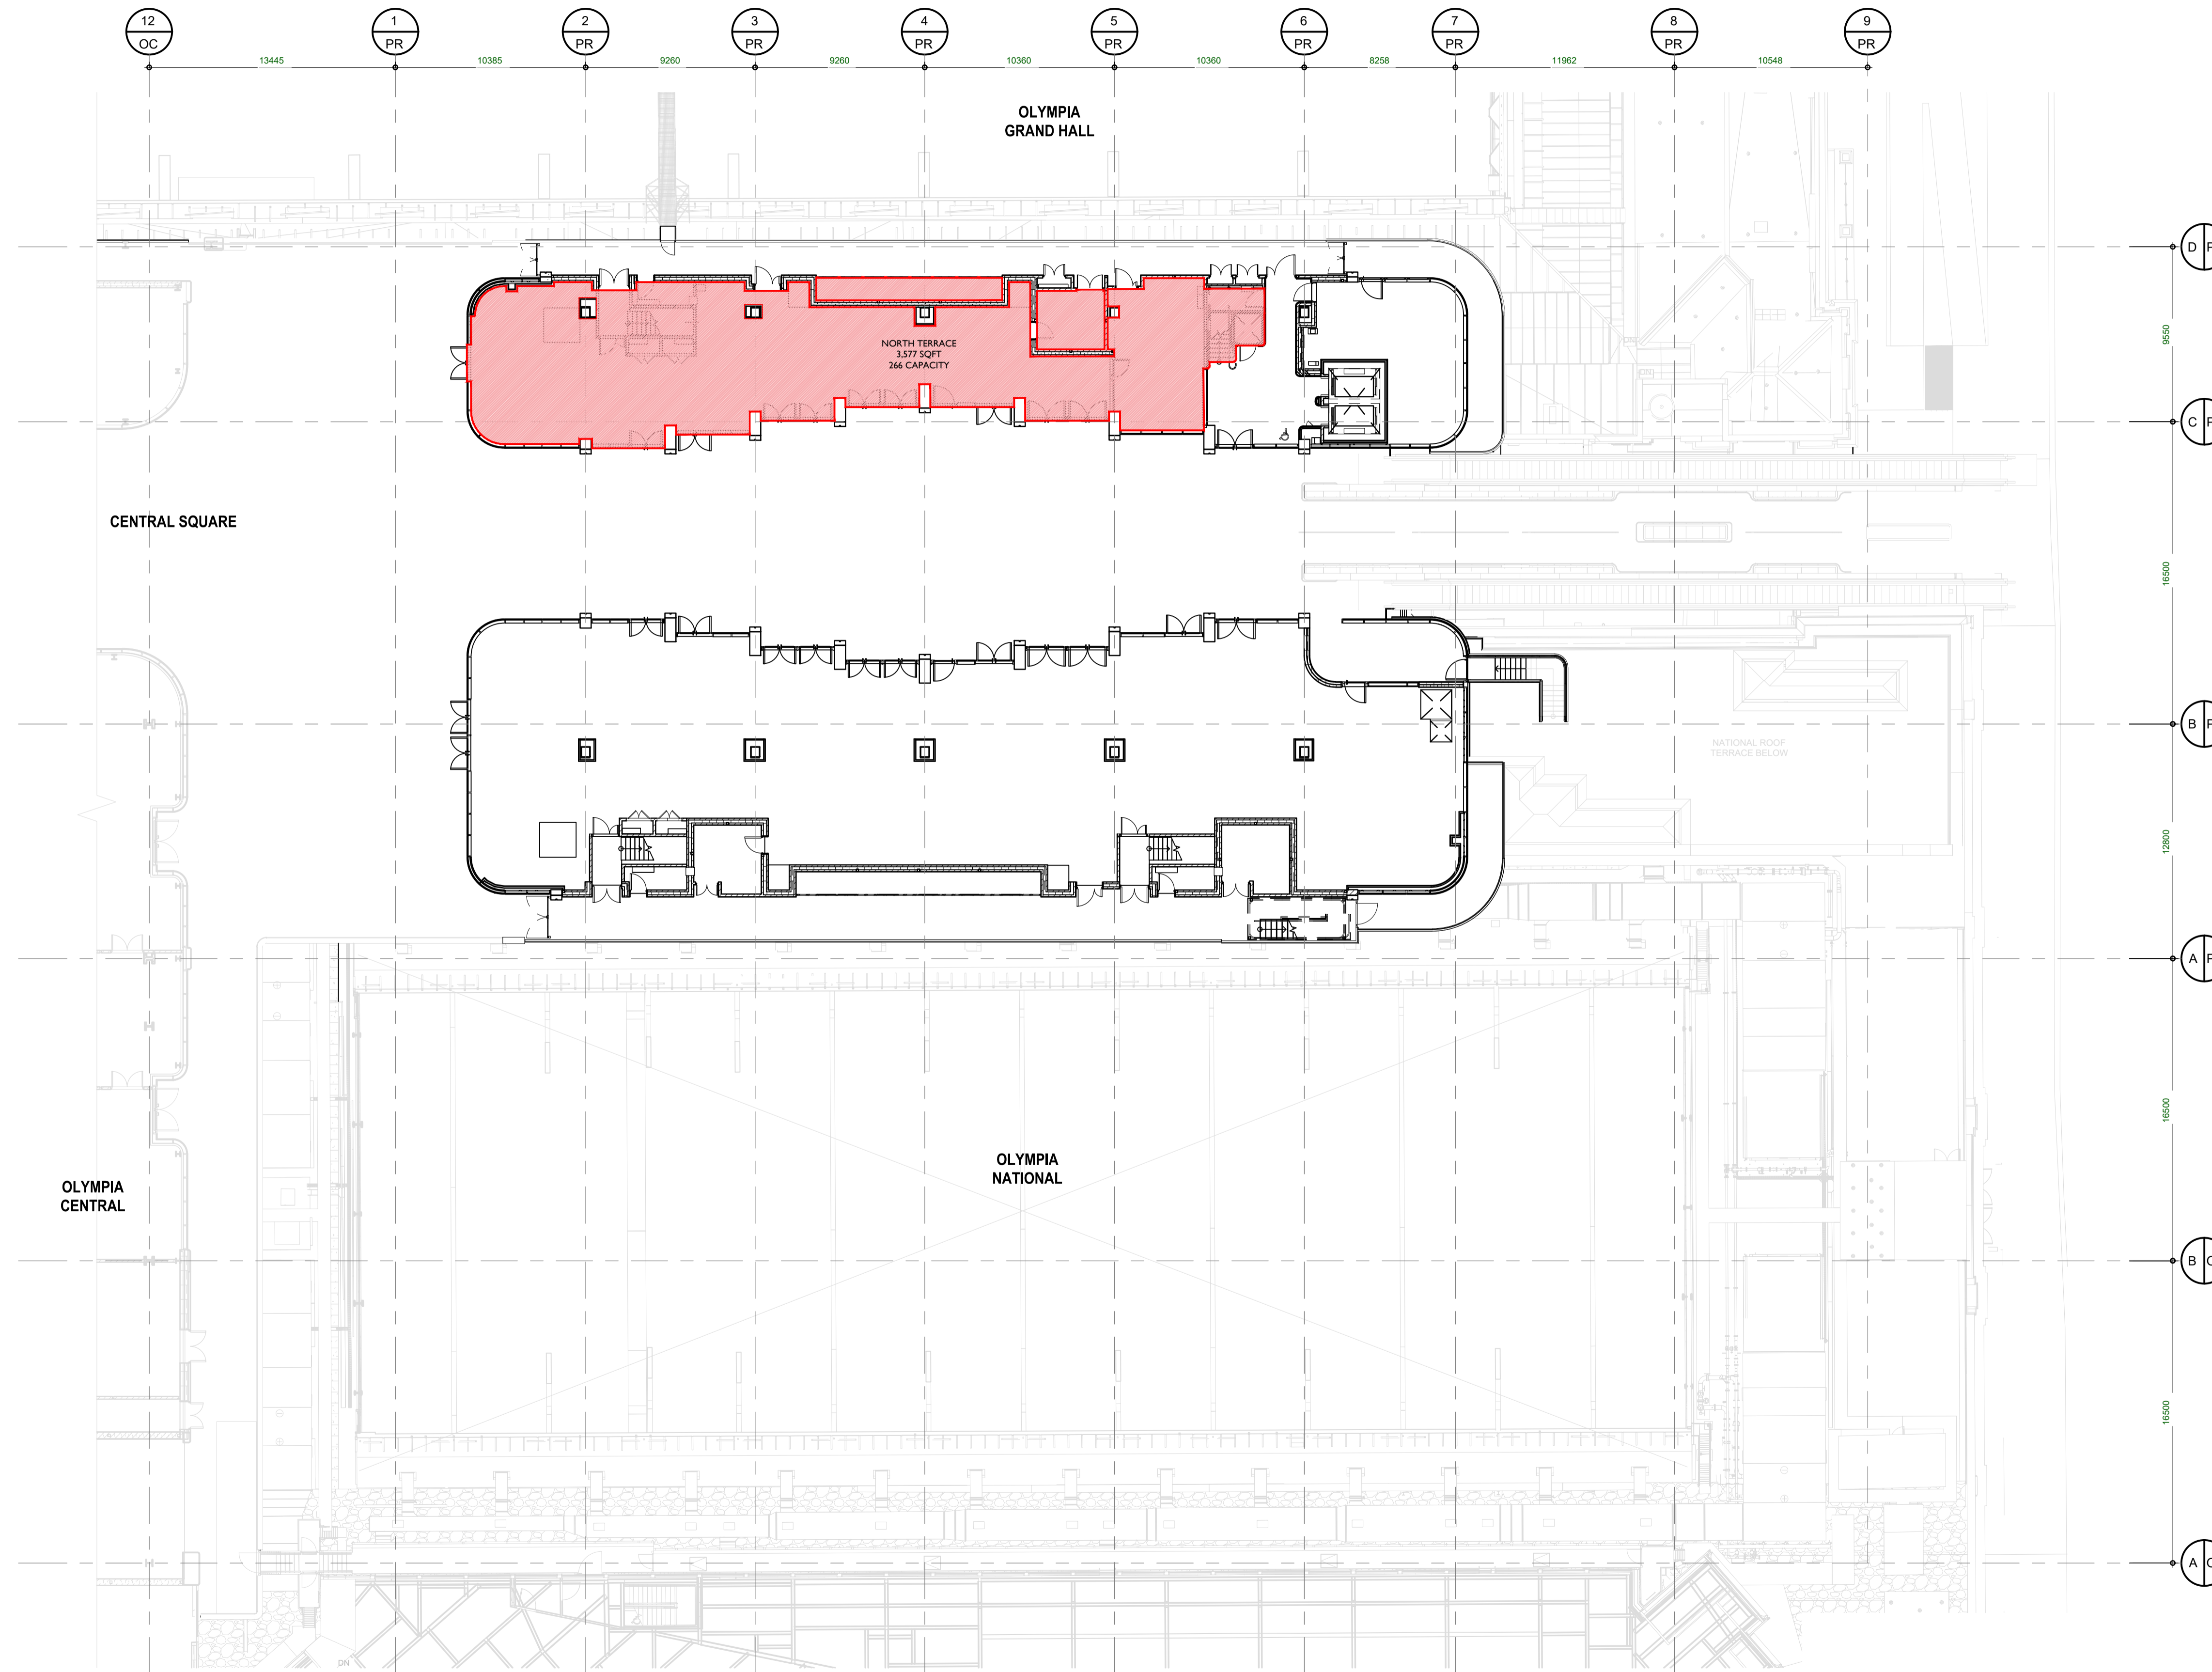 12
OC
1
PR
2
PR
3
PR
4
PR
5
PR
6
PR
7
PR
8
PR
9
PR
13445
10385
9260
9260
10360
10360
8258
11962
10548
OLYMPIA
GRAND HALL
D
9550
NORTH TERRACE
3,577 SQFT
266 CAPACITY
DN
C
CENTRAL SQUARE
16500
B
NATIONAL ROOF
TERRACE BELOW
12800
A
16500
OLYMPIA
NATIONAL
OLYMPIA
CENTRAL
B
16500
A
DN